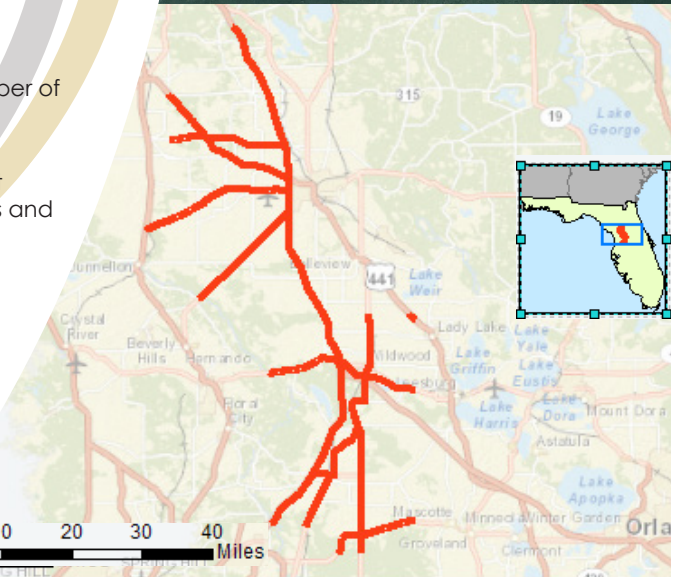 ber of
s and
315
19
Lake
George
Belleview
441
Lake
Weir
Dunnellon
Crystal
River
Beverly
Hills
Hernando
Floral
City
Lady Lake
Wildwood
Leesburg
Lake
Griffin
Lake
Yale
Lake
Eustis
Lake
Harris
Lake
Dora
Mount Dora
Astatula
Lake
Apopka
Mascotte
Groveland
Minneola
Winter Garden
Clermont
Orla
0 20 30 40
Miles
SPRING HILL